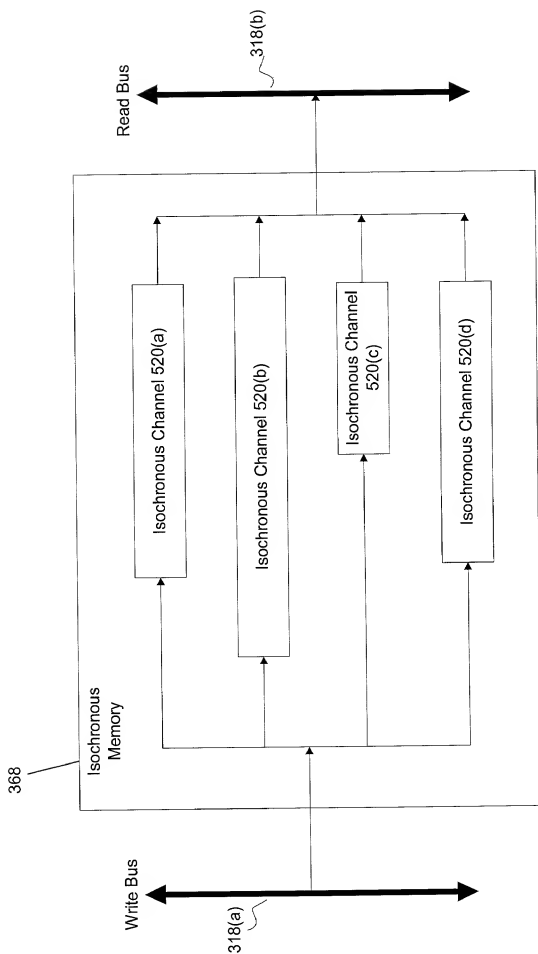 368
Isochronous
Memory
Write Bus
318(a)
Isochronous Channel 520(a)
Isochronous Channel 520(b)
Isochronous Channel
520(c)
Isochronous Channel 520(d)
Read Bus
318(b)